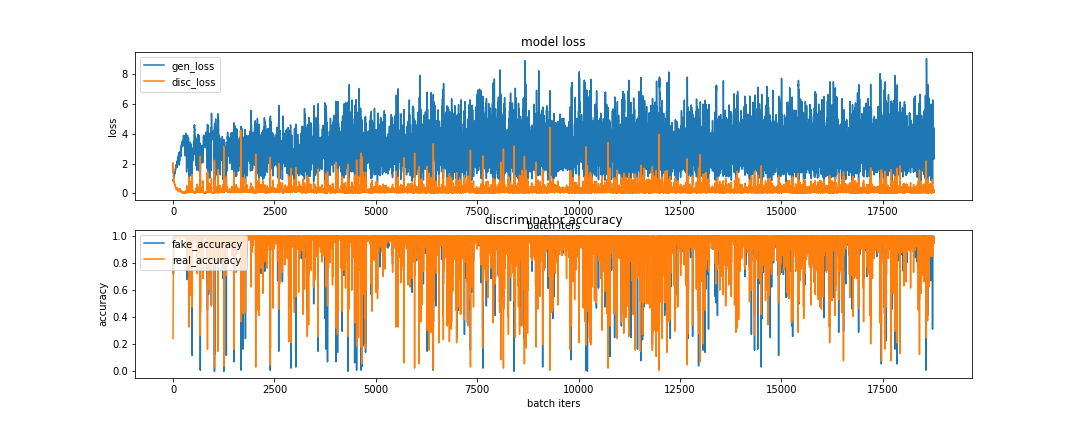 model loss
gen_loss
disc_loss
loss
8
6
4
2
0
0 2500 5000 7500 10000 12500 15000 17500
batch iters
discriminator accuracy
fake_accuracy
real_accuracy
accuracy
1.0
0.8
0.6
0.4
0.2
0.0
0 2500 5000 7500 10000 12500 15000 17500
batch iters